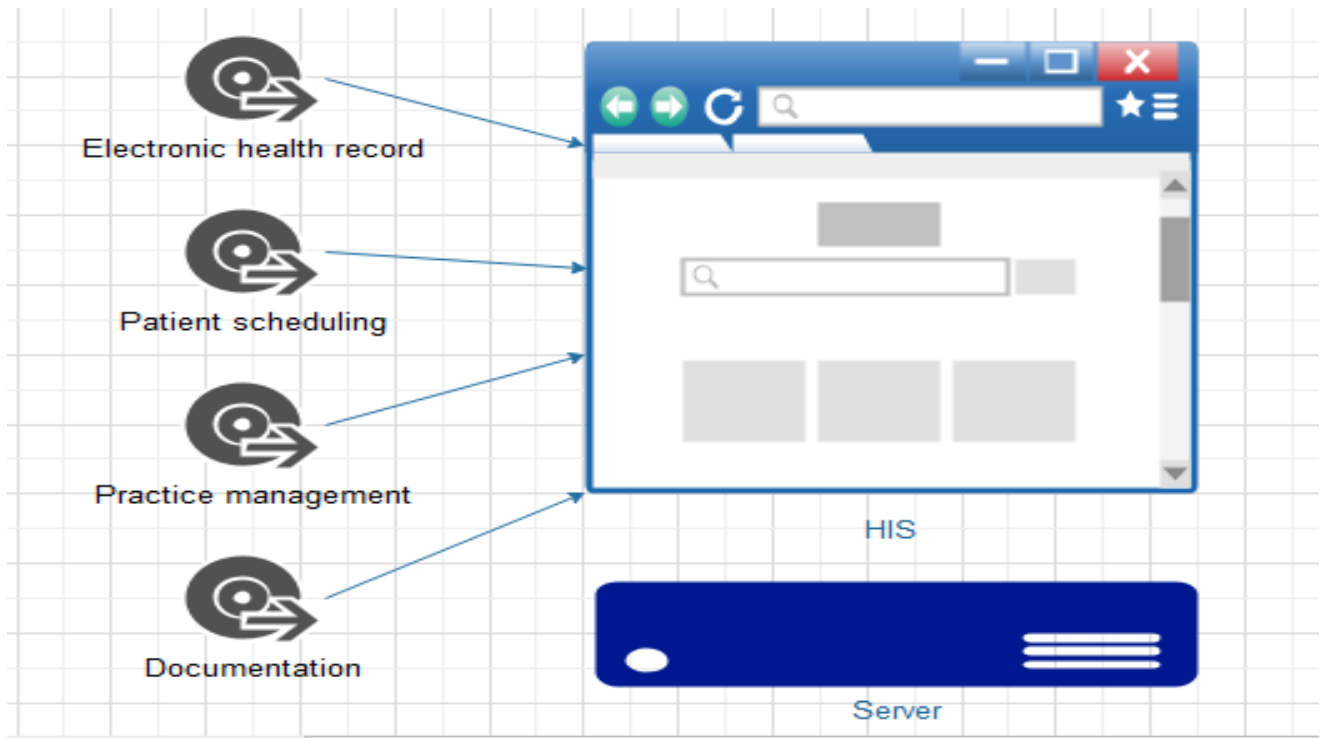 Electronic health record
Patient scheduling
Practice management
Documentation
HIS
Server